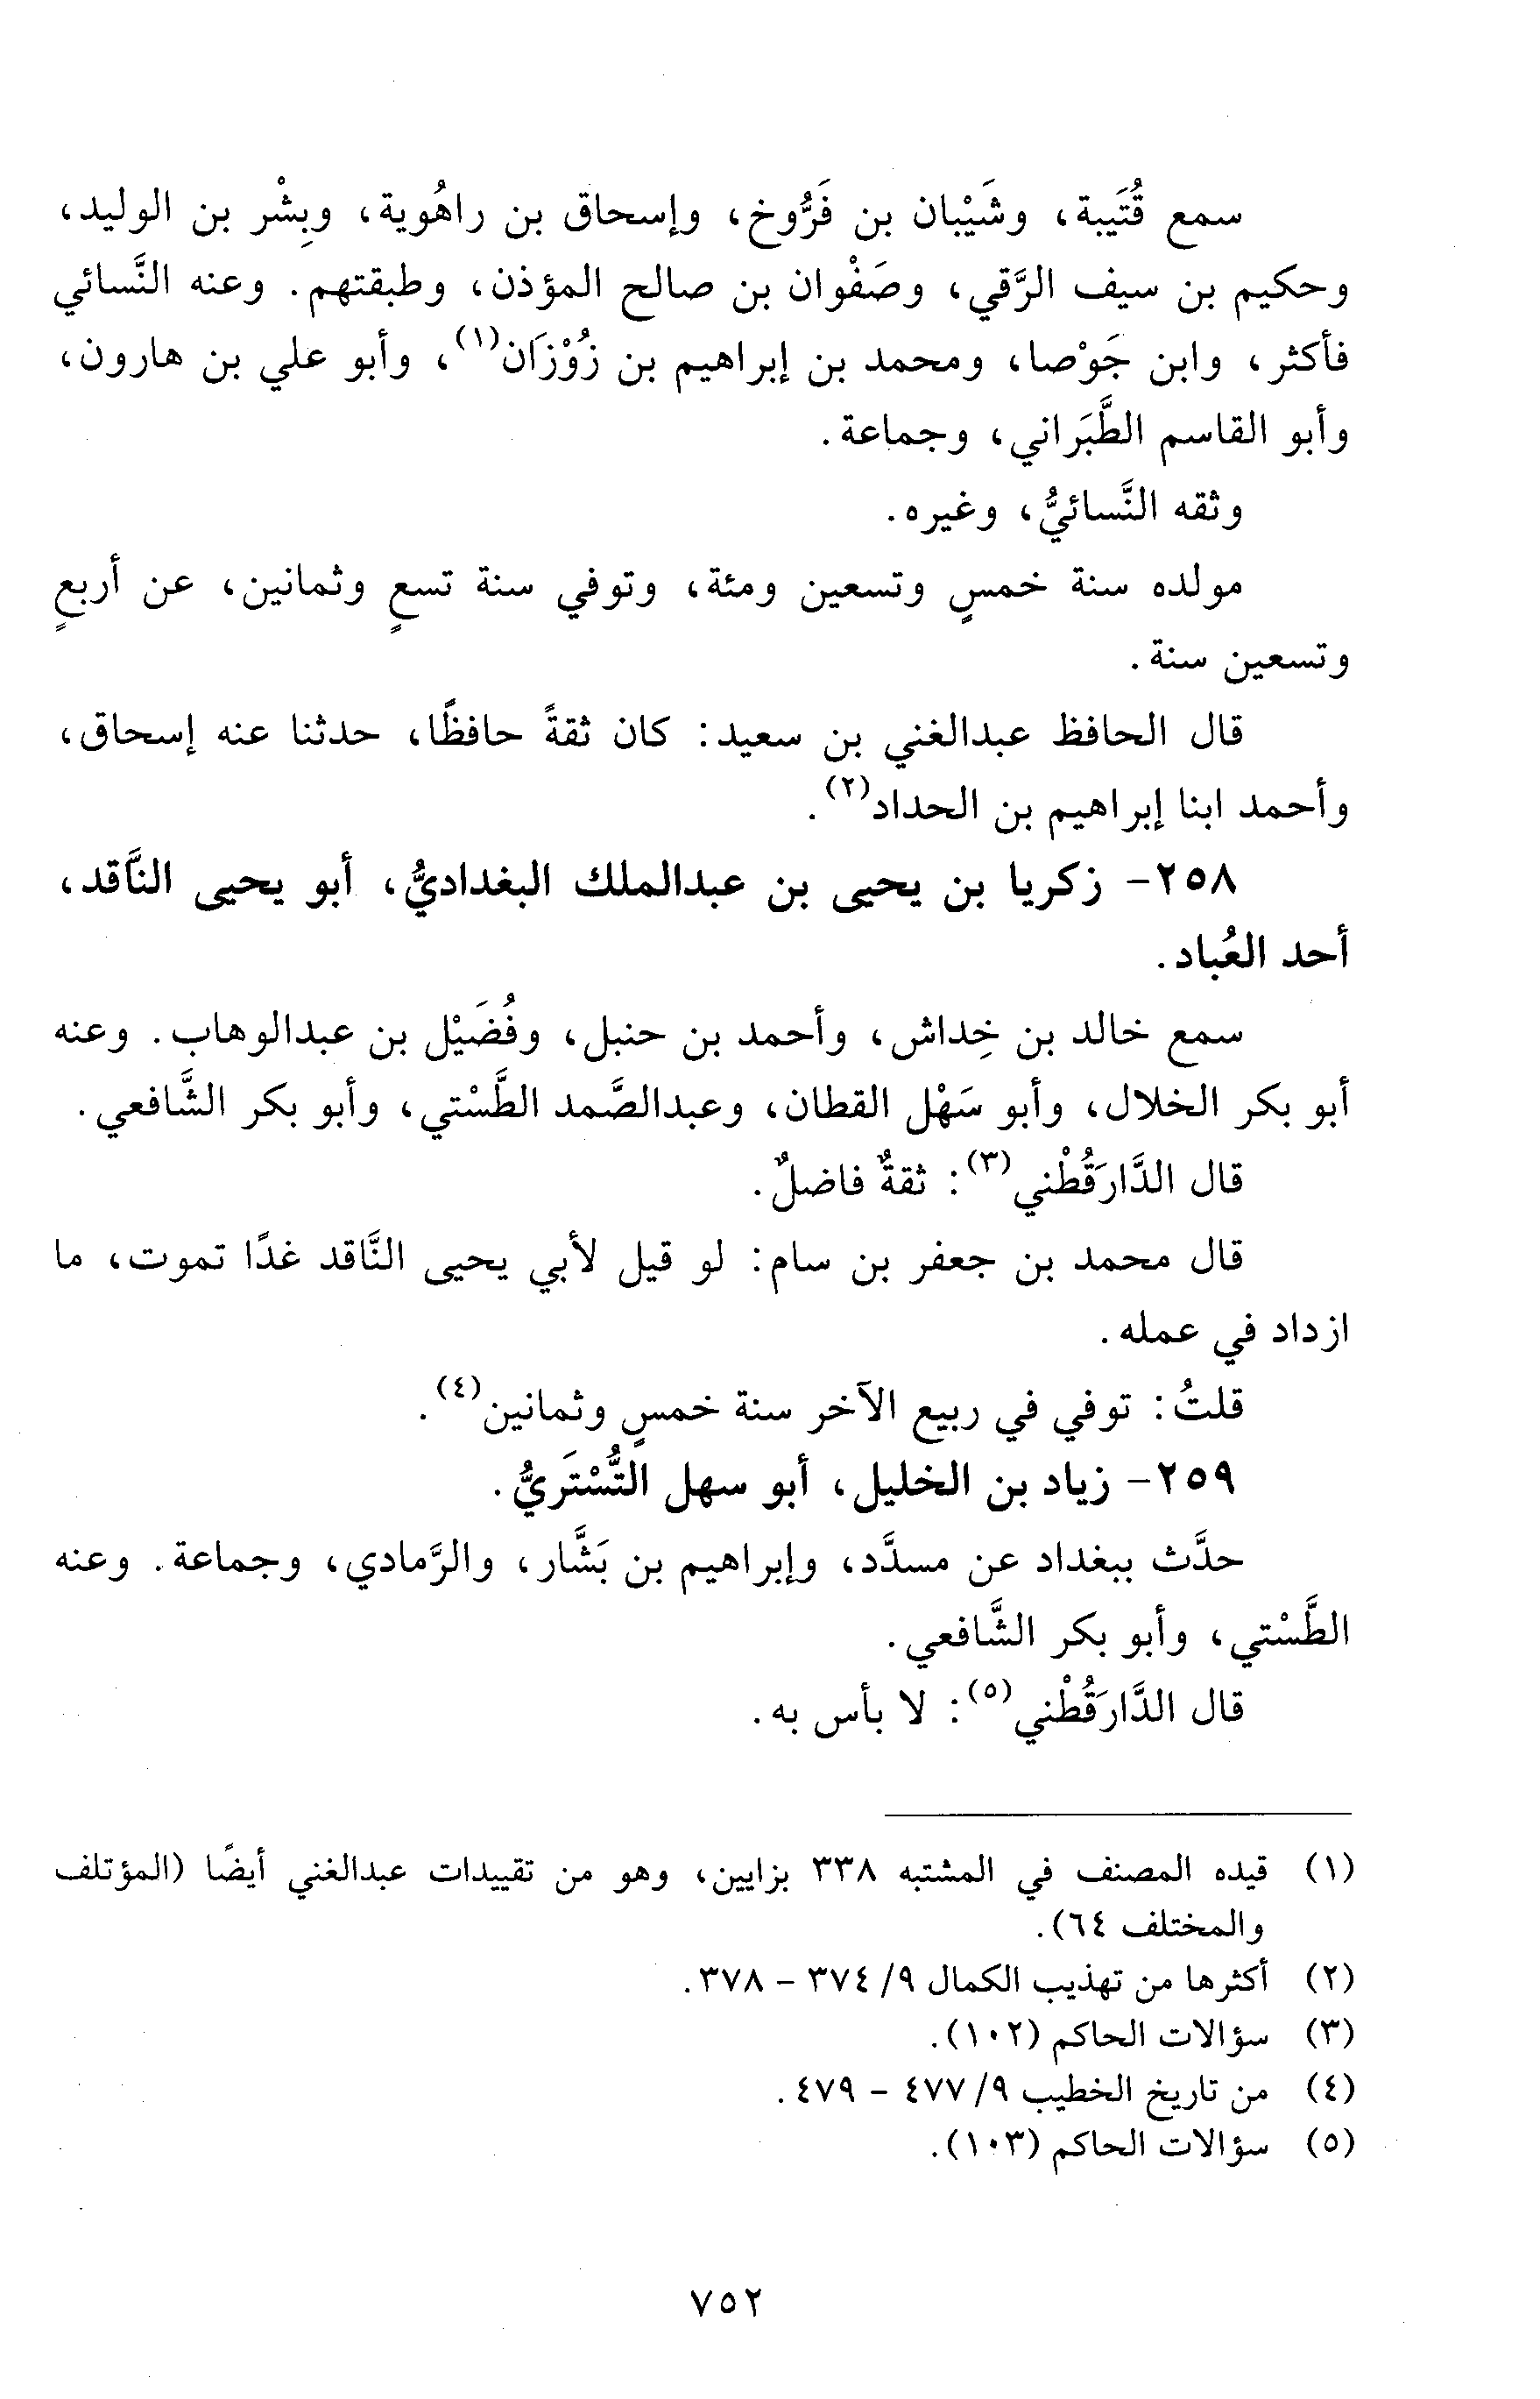 سمع قُتَيبة، وشَيْبان بن فَرُّوخ، وإسحاق بن راهُوية، وبِشْر بن الوليد،
وحكيم بن سيف الرَّقي، وصَفْوان بن صالح المؤذن، وطبقتهم. وعنه النَّسائي
فأكثر، وابن جَوْصا، ومحمد بن إبراهيم بن زُوْزَان(١)، وأبو علي بن هارون،
وأبو القاسم الطَّبَراني، وجماعة.
وثقه النَّسائيُّ، وغيره.
مولده سنة خمسٍ وتسعين ومئة، وتوفي سنة تسعٍ وثمانين، عن أربعٍ
وتسعين سنة.
قال الحافظ عبدالغني بن سعيد: كان ثقةً حافظًا، حدثنا عنه إسحاق،
وأحمد ابنا إبراهيم بن الحداد(٢).
٢٥٨- زكريا بن يحيى بن عبدالملك البغداديُّ، أبو يحيى النَّاقد،
أحد العُباد.
سمع خالد بن خِداش، وأحمد بن حنبل، وفُضَيْل بن عبدالوهاب. وعنه
أبو بكر الخلال، وأبو سَهْل القطان، وعبدالصَّمد الطَّسْتي، وأبو بكر الشَّافعي.
قال الدَّارَقُطْني(٣): ثقةٌ فاضلٌ.
قال محمد بن جعفر بن سام: لو قيل لأبي يحيى النَّاقد غدًا تموت، ما
ازداد في عمله.
قلتُ: توفي في ربيع الآخر سنة خمسٍ وثمانين(٤).
٢٥٩- زياد بن الخليل، أبو سهل التُّسْتَريُّ.
حدَّث ببغداد عن مسدَّد، وإبراهيم بن بَشَّار، والرَّمادي، وجماعة. وعنه
الطَّسْتي، وأبو بكر الشَّافعي.
قال الدَّارَقُطْني(٥): لا بأس به.
(١) قيده المصنف في المشتبه ٣٣٨ بزايين، وهو من تقييدات عبدالغني أيضًا (المؤتلف
والمختلف ٦٤).
(٢) أكثرها من تهذيب الكمال ٩/ ٣٧٤ - ٣٧٨.
(٣) سؤالات الحاكم (١٠٢).
(٤) من تاريخ الخطيب ٩/ ٤٧٧ - ٤٧٩.
(٥) سؤالات الحاكم (١٠٣).
٧٥٢